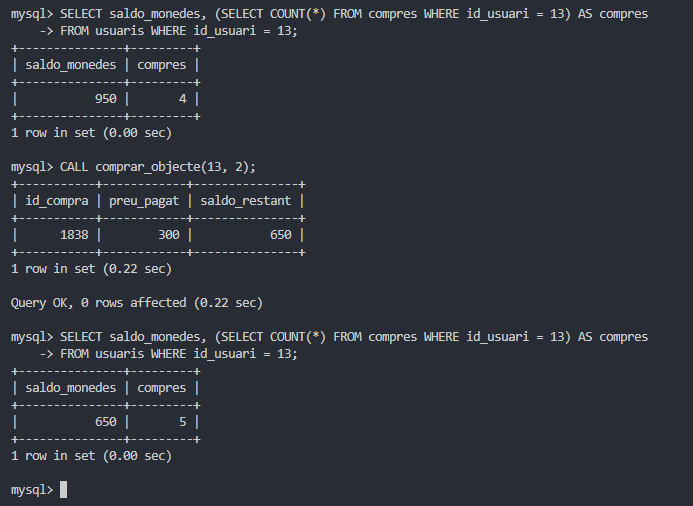 mysql> SELECT saldo_monedes, (SELECT COUNT(*) FROM compres WHERE id_usuari = 13) AS compres
    -> FROM usuaris WHERE id_usuari = 13;
+---------------+---------+
| saldo_monedes | compres |
+---------------+---------+
|           950 |       4 |
+---------------+---------+
1 row in set (0.00 sec)

mysql> CALL comprar_objecte(13, 2);
+-----------+------------+---------------+
| id_compra | preu_pagat | saldo_restant |
+-----------+------------+---------------+
|      1838 |        300 |           650 |
+-----------+------------+---------------+
1 row in set (0.22 sec)

Query OK, 0 rows affected (0.22 sec)

mysql> SELECT saldo_monedes, (SELECT COUNT(*) FROM compres WHERE id_usuari = 13) AS compres
    -> FROM usuaris WHERE id_usuari = 13;
+---------------+---------+
| saldo_monedes | compres |
+---------------+---------+
|           650 |       5 |
+---------------+---------+
1 row in set (0.00 sec)

mysql>